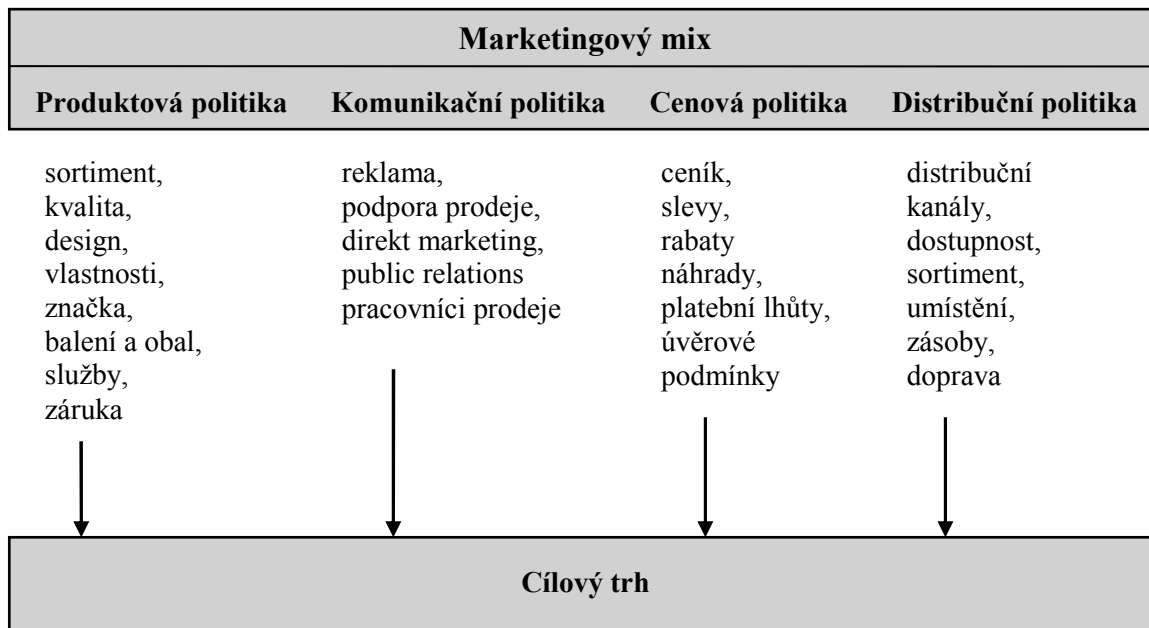 Marketingový mix
Produktová politika
Komunikační politika
Cenová politika
Distribuční politika
sortiment,
kvalita,
design,
vlastnosti,
značka,
balení a obal,
služby,
záruka
reklama,
podpora prodeje,
direkt marketing,
public relations
pracovníci prodeje
ceník,
slevy,
rabaty
náhrady,
platební lhůty,
úvěrové
podmínky
distribuční
kanály,
dostupnost,
sortiment,
umístění,
zásoby,
doprava
Cílový trh